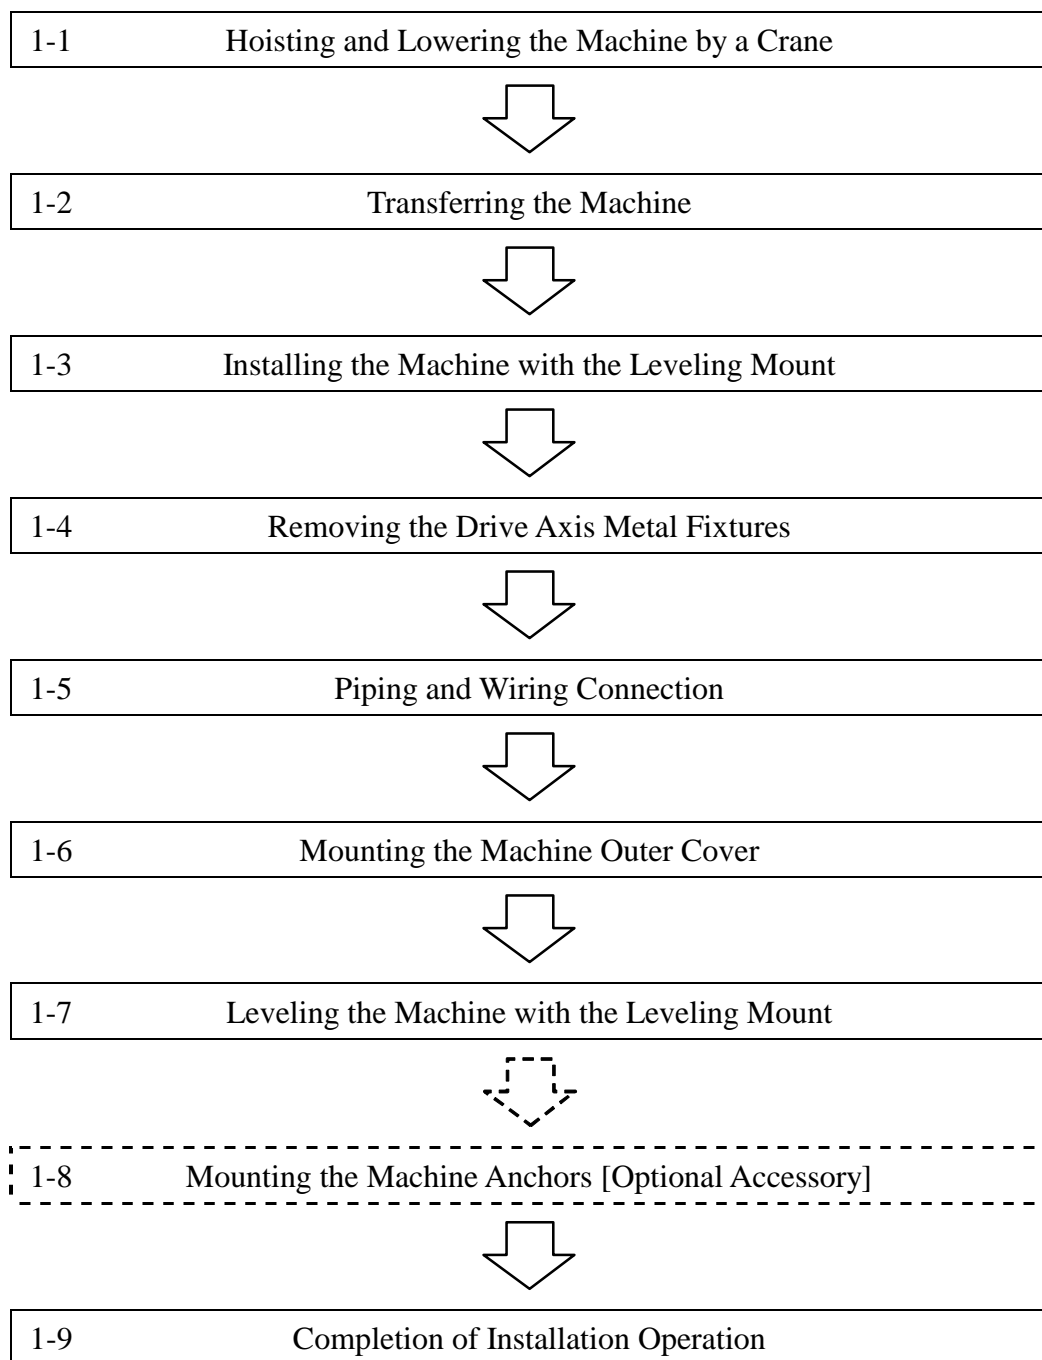 1-1 Hoisting and Lowering the Machine by a Crane
1-2 Transferring the Machine
1-3 Installing the Machine with the Leveling Mount
1-4 Removing the Drive Axis Metal Fixtures
1-5 Piping and Wiring Connection
1-6 Mounting the Machine Outer Cover
1-7 Leveling the Machine with the Leveling Mount
1-8 Mounting the Machine Anchors [Optional Accessory]
1-9 Completion of Installation Operation